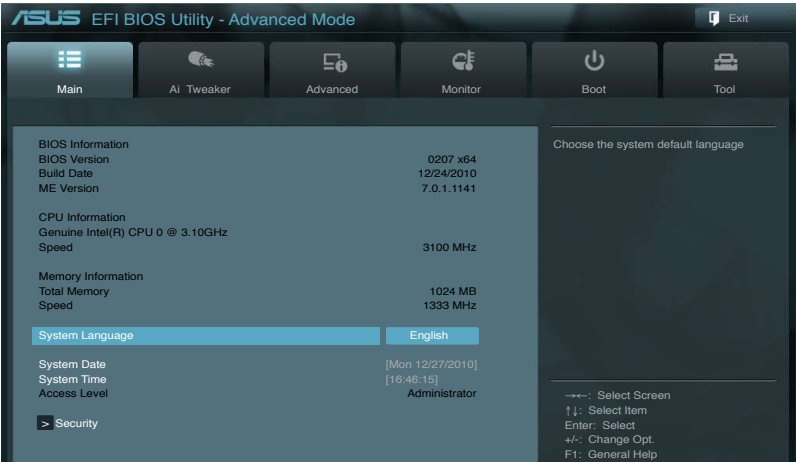 ASUS EFI BIOS Utility - Advanced Mode Exit
Main Ai Tweaker Advanced Monitor Boot Tool
BIOS Information
BIOS Version 0207 x64
Build Date 12/24/2010
ME Version 7.0.1.1141
CPU Information
Genuine Intel(R) CPU 0 @ 3.10GHz
Speed 3100 MHz
Memory Information
Total Memory 1024 MB
Speed 1333 MHz
System Language English
System Date [Mon 12/27/2010]
System Time [16:46:15]
Access Level Administrator
> Security
Choose the system default language
→←: Select Screen
↑↓: Select Item
Enter: Select
+/-: Change Opt.
F1: General Help